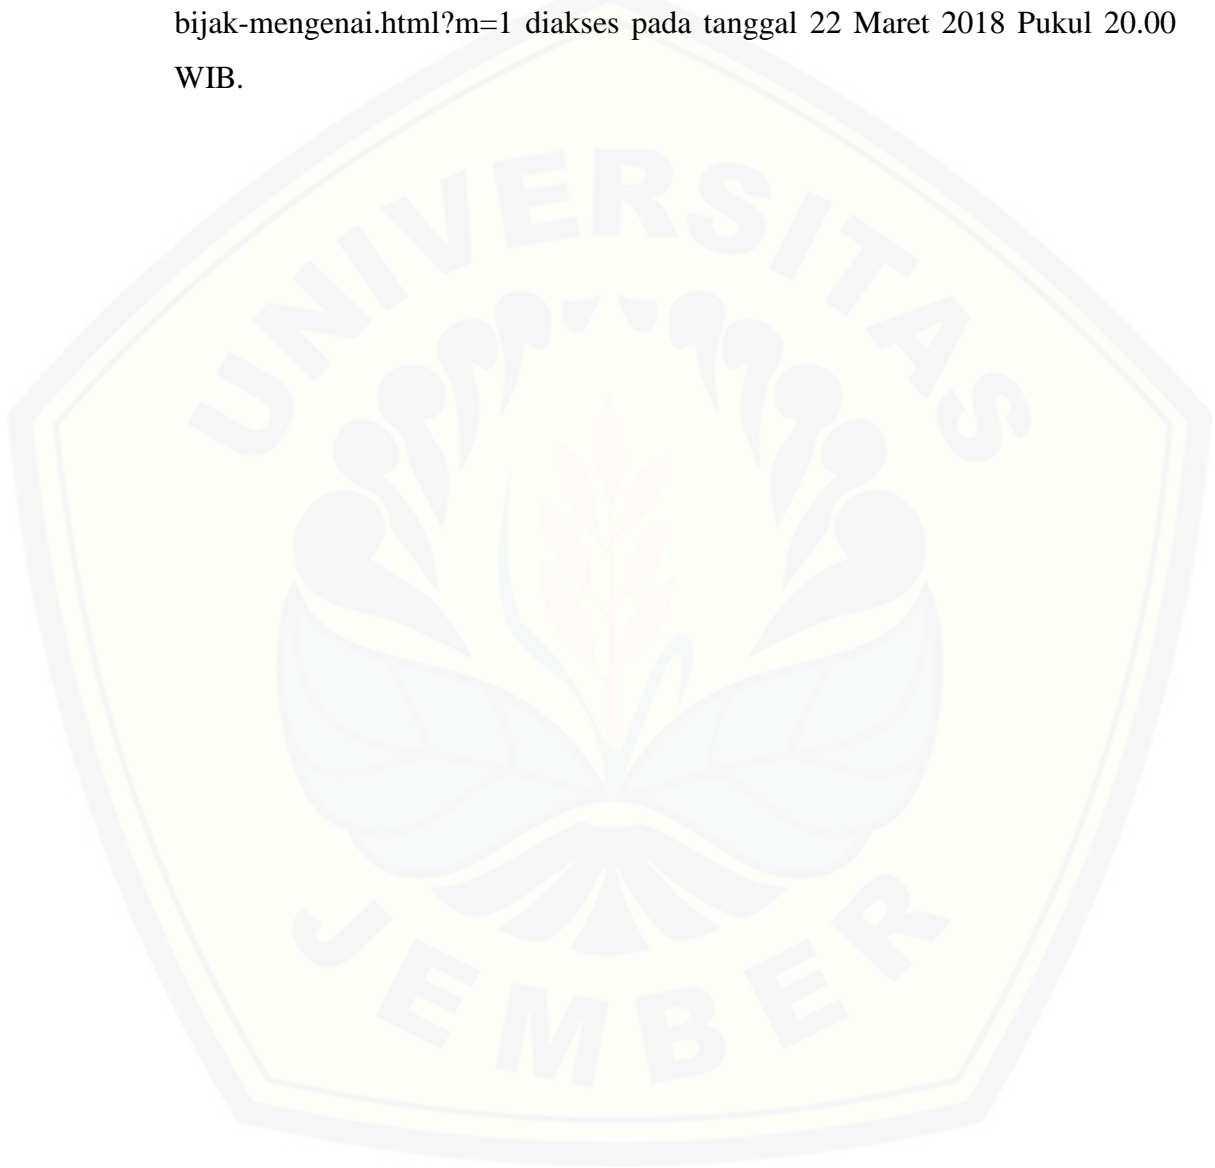 bijak-mengenai.html?m=1 diakses pada tanggal 22 Maret 2018 Pukul 20.00
WIB.
UNIVERSITAS
JEMBER